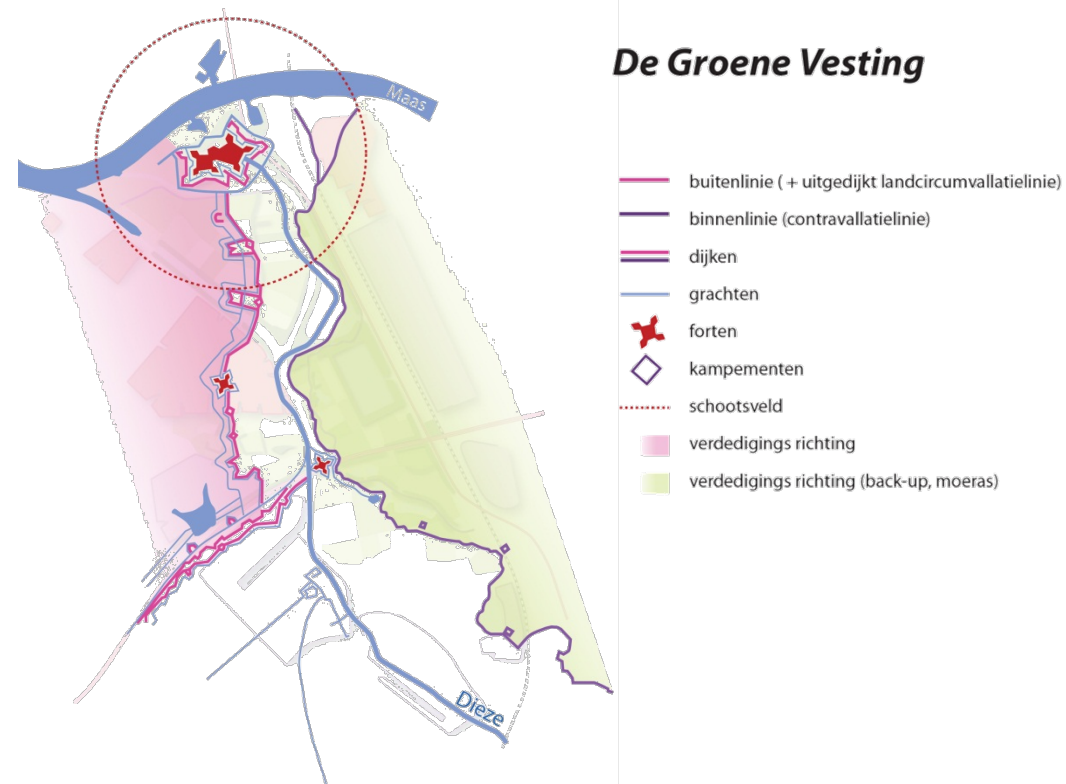 De Groene Vesting
Maas
buitenlinie ( + uitgedijkt landcircumvallatielinie)
binnenlinie (contravallatielinie)
dijken
grachten
forten
kampementen
schootsveld
verdedigings richting
verdedigings richting (back-up, moeras)
Dieze